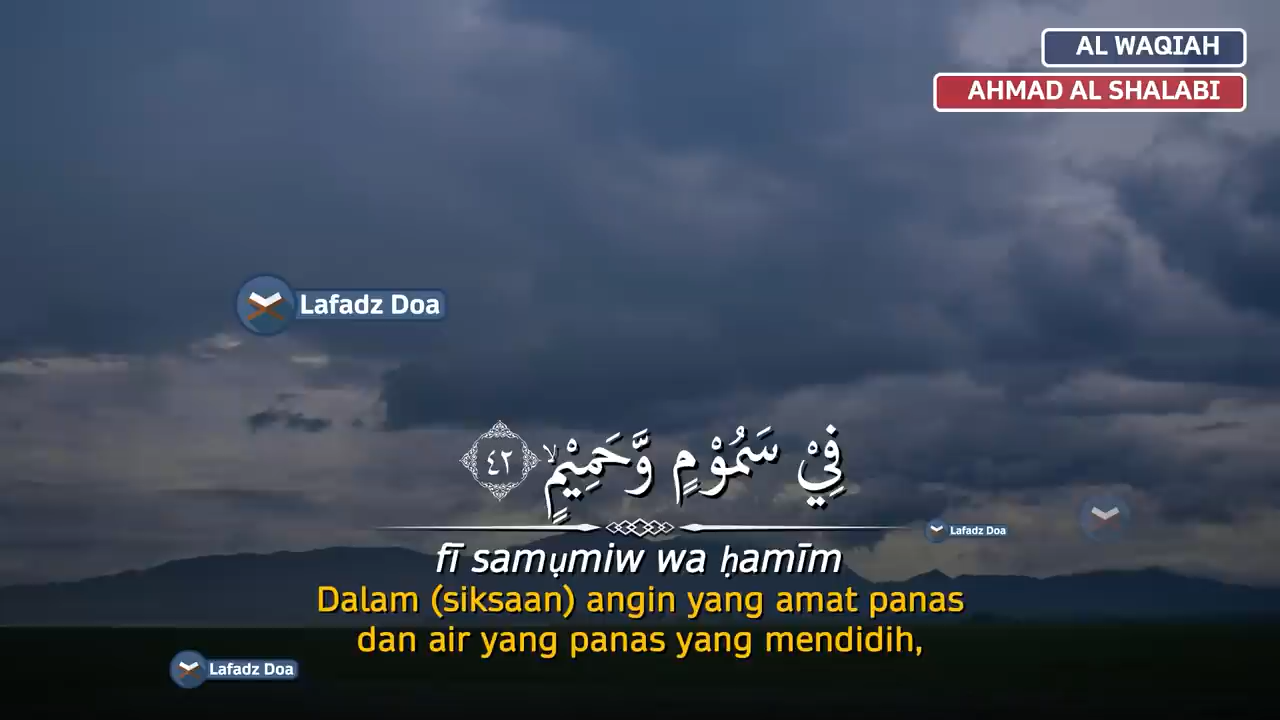 AL WAQIAH
AHMAD AL SHALABI
Lafadz Doa
فِيْ سَمُوْمٍ وَّحَمِيْمٍۙ ٤٢
Lafadz Doa
fī samụmiw wa ḥamīm
Dalam (siksaan) angin yang amat panas
dan air yang panas yang mendidih,
Lafadz Doa